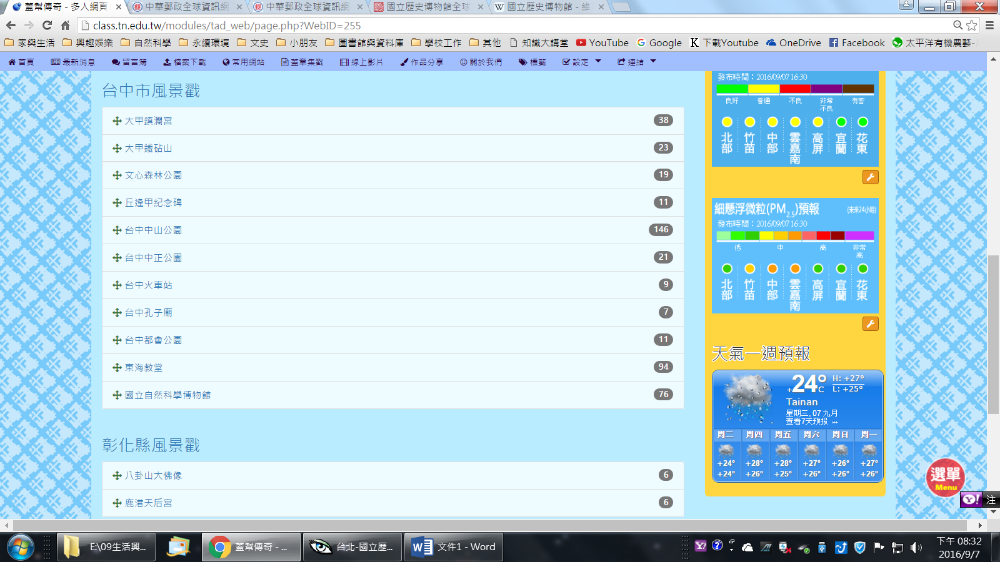 蓋幫傳奇 - 多人網頁
中華郵政全球資訊網
中華郵政全球資訊網
國立歷史博物館全球
國立歷史博物館 - 維
class.tn.edu.tw/modules/tad_web/page.php?WebID=255
家與生活 興趣娛樂 自然科學 永續環境 文史 小朋友 圖書館與資料庫 學校工作 其他 知識大講堂 YouTube Google 下載Youtube OneDrive Facebook 太平洋有機農藝
首頁 最新消息 留言簿 檔案下載 常用網站 蓋章集戳 線上影片 作品分享 關於我們 標籤 設定 連結
台中市風景戳
大甲鎮瀾宮 38
大甲鐵砧山 23
文心森林公園 19
丘逢甲紀念碑 11
台中中山公園 146
台中中正公園 21
台中火車站 9
台中孔子廟 7
台中都會公園 11
東海教堂 94
國立自然科學博物館 76
彰化縣風景戳
八卦山大佛像 6
鹿港天后宮 6
發布時間：2016/09/07 16:30
良好 普通 不良 非常不良 有害
北部 竹苗 中部 雲嘉南 高屏 宜蘭 花東
細懸浮微粒(PM2.5)預報 (未來24小時)
發布時間：2016/09/07 16:30
低 中 高 非常高
北部 竹苗 中部 雲嘉南 高屏 宜蘭 花東
天氣一週預報
+24°C
H: +27°
L: +25°
Tainan
星期三, 07 九月
查看7天预报 ...
周二 周四 周五 周六 周日 周一
+24° +28° +28° +27° +26° +27°
+24° +26° +25° +26° +26° +26°
選單
Menu
Y! 注
E:\09生活興...
蓋幫傳奇 - ...
台北-國立歷...
文件1 - Word
下午 08:32
2016/9/7